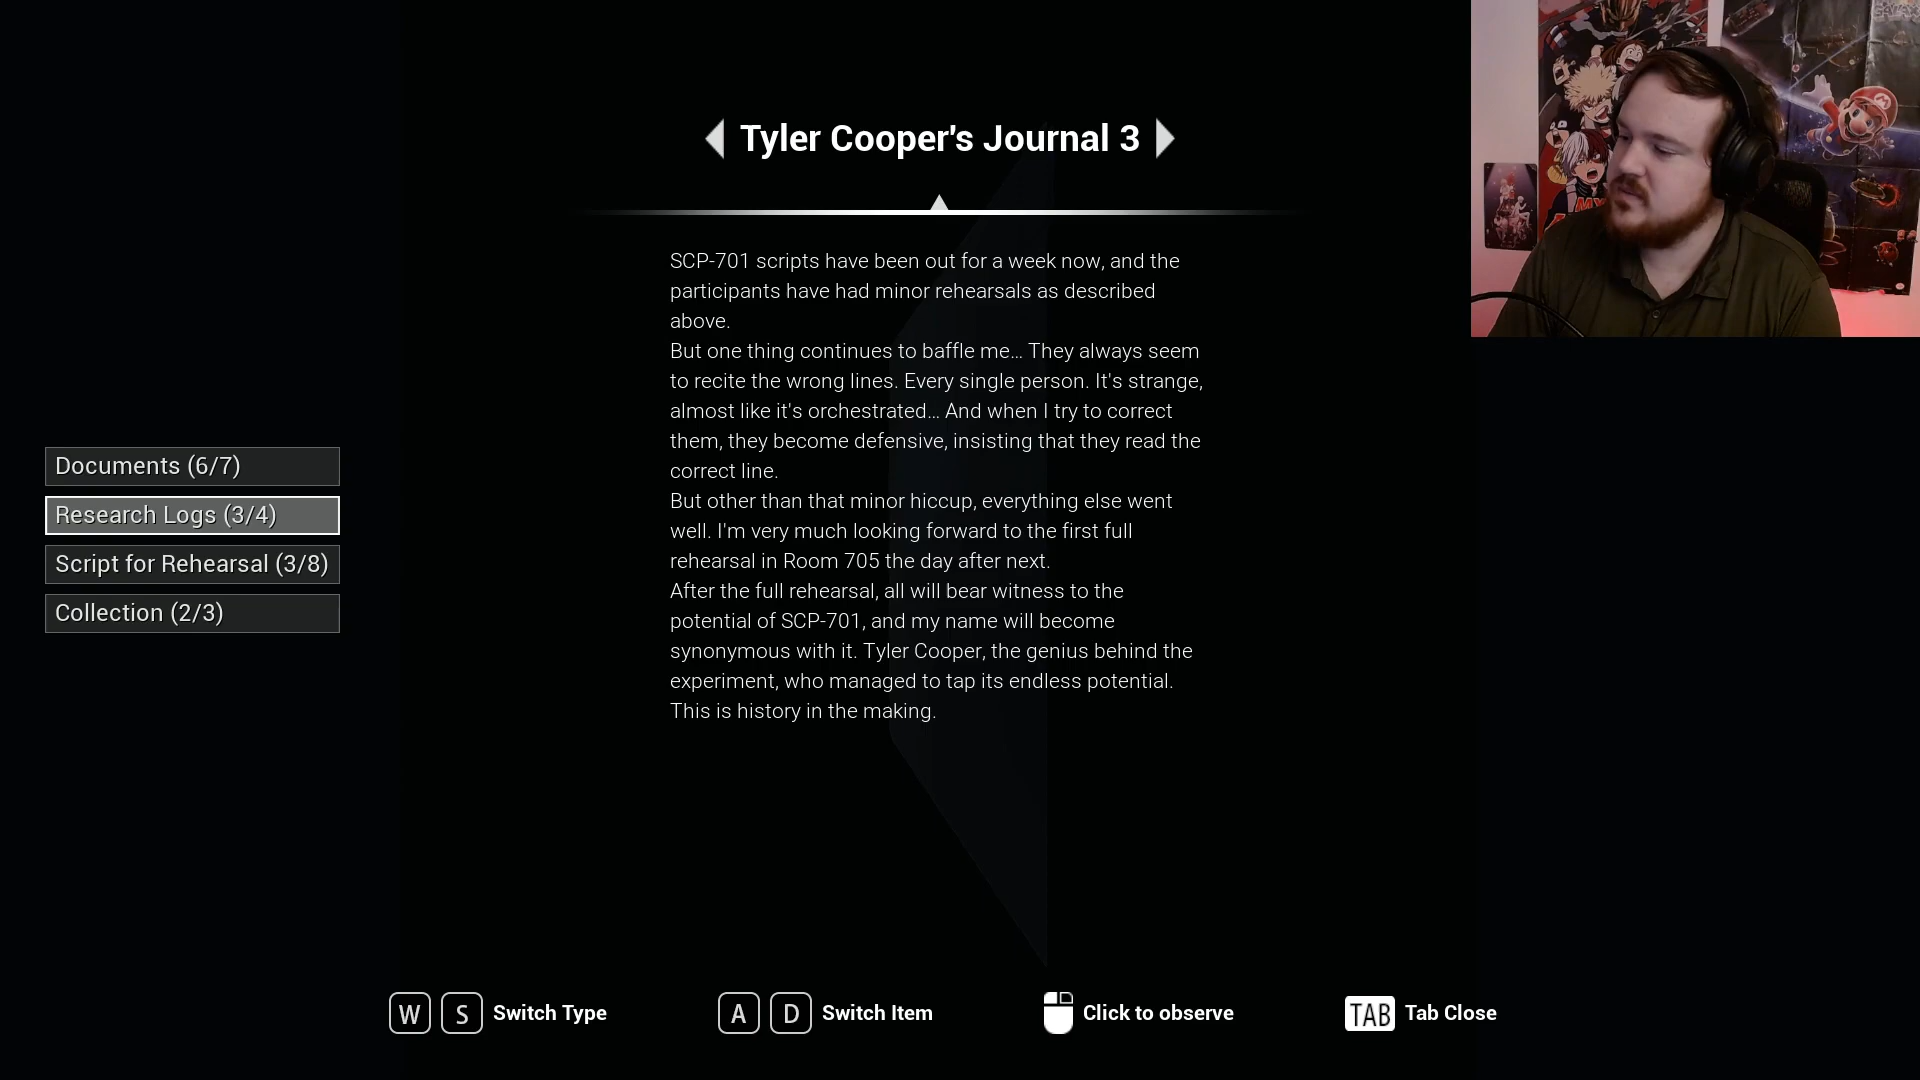 Tyler Cooper's Journal 3
SCP-701 scripts have been out for a week now, and the
participants have had minor rehearsals as described
above.
But one thing continues to baffle me... They always seem
to recite the wrong lines. Every single person. It's strange,
almost like it's orchestrated... And when I try to correct
them, they become defensive, insisting that they read the
correct line.
But other than that minor hiccup, everything else went
well. I'm very much looking forward to the first full
rehearsal in Room 705 the day after next.
After the full rehearsal, all will bear witness to the
potential of SCP-701, and my name will become
synonymous with it. Tyler Cooper, the genius behind the
experiment, who managed to tap its endless potential.
This is history in the making.
Documents (6/7)
Research Logs (3/4)
Script for Rehearsal (3/8)
Collection (2/3)
W S Switch Type A D Switch Item Click to observe TAB Tab Close